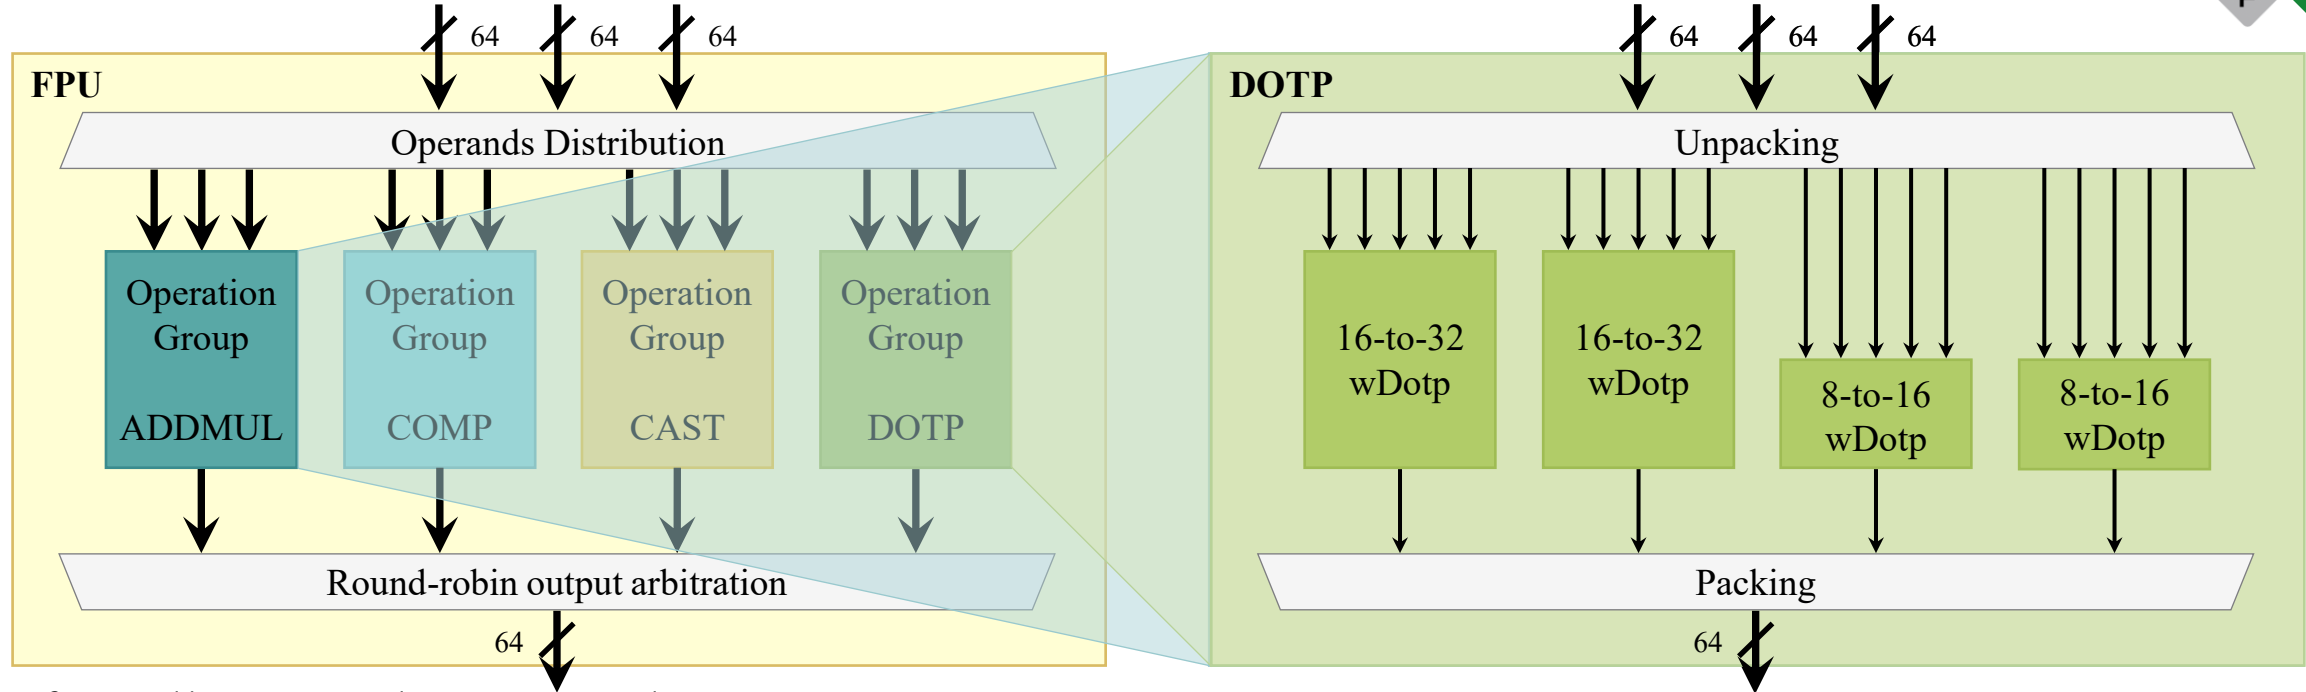 64 64 64
FPU
Operands Distribution
Operation
Group
ADDMUL
Operation
Group
COMP
Operation
Group
CAST
Operation
Group
DOTP
Round-robin output arbitration
64
64 64 64
DOTP
Unpacking
16-to-32
wDotp
16-to-32
wDotp
8-to-16
wDotp
8-to-16
wDotp
Packing
64